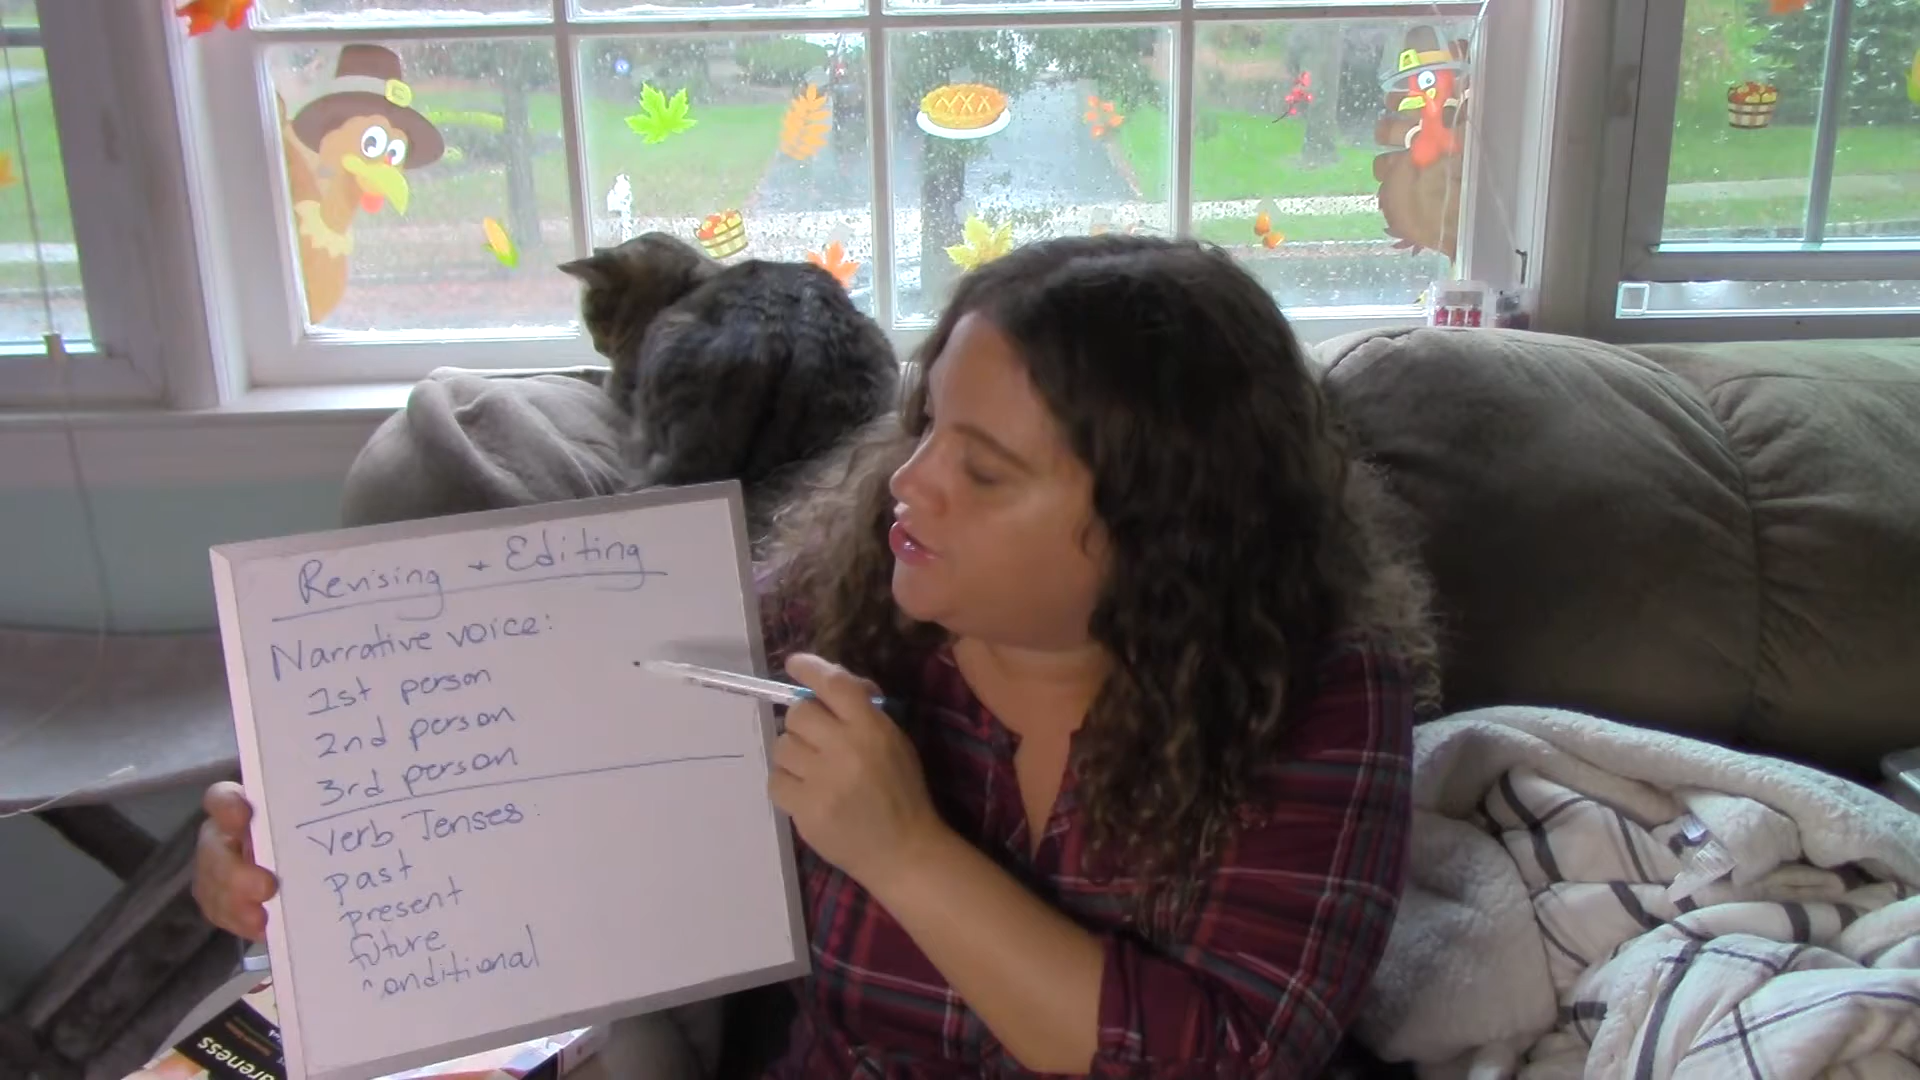 Revising + Editing
Narrative voice:
1st person
2nd person
3rd person
Verb Tenses:
past
present
future
conditional